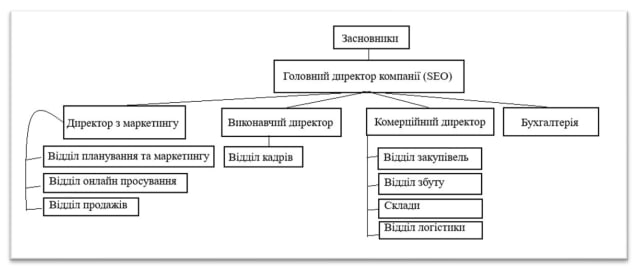 Засновники
Головний директор компанії (SEO)
Директор з маркетингу
Виконавчий директор
Комерційний директор
Бухгалтерія
Відділ планування та маркетингу
Відділ онлайн просування
Відділ продажів
Відділ кадрів
Відділ закупівель
Відділ збуту
Склади
Відділ логістики